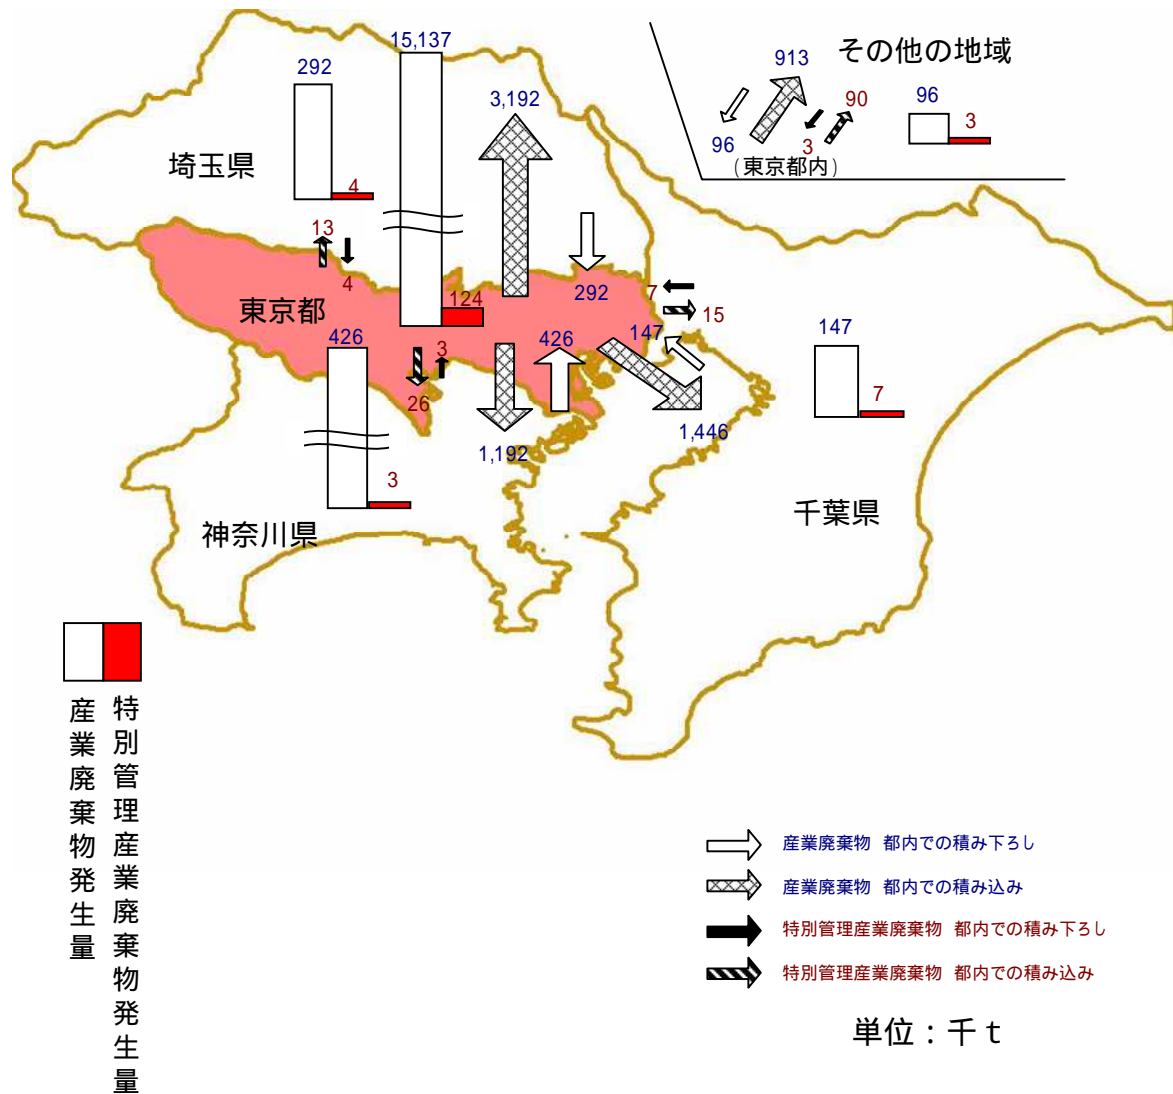 15,137
292
3,192
埼玉県
4
その他の地域
913
90
96
3
96
3
(東京都内)
13
4
292
7
15
東京都
124
426
3
426
147
147
7
26
1,192
1,446
3
神奈川県
千葉県
産業廃棄物発生量
特別管理産業廃棄物発生量
産業廃棄物 都内での積み下ろし
産業廃棄物 都内での積み込み
特別管理産業廃棄物 都内での積み下ろし
特別管理産業廃棄物 都内での積み込み
単位：千ｔ